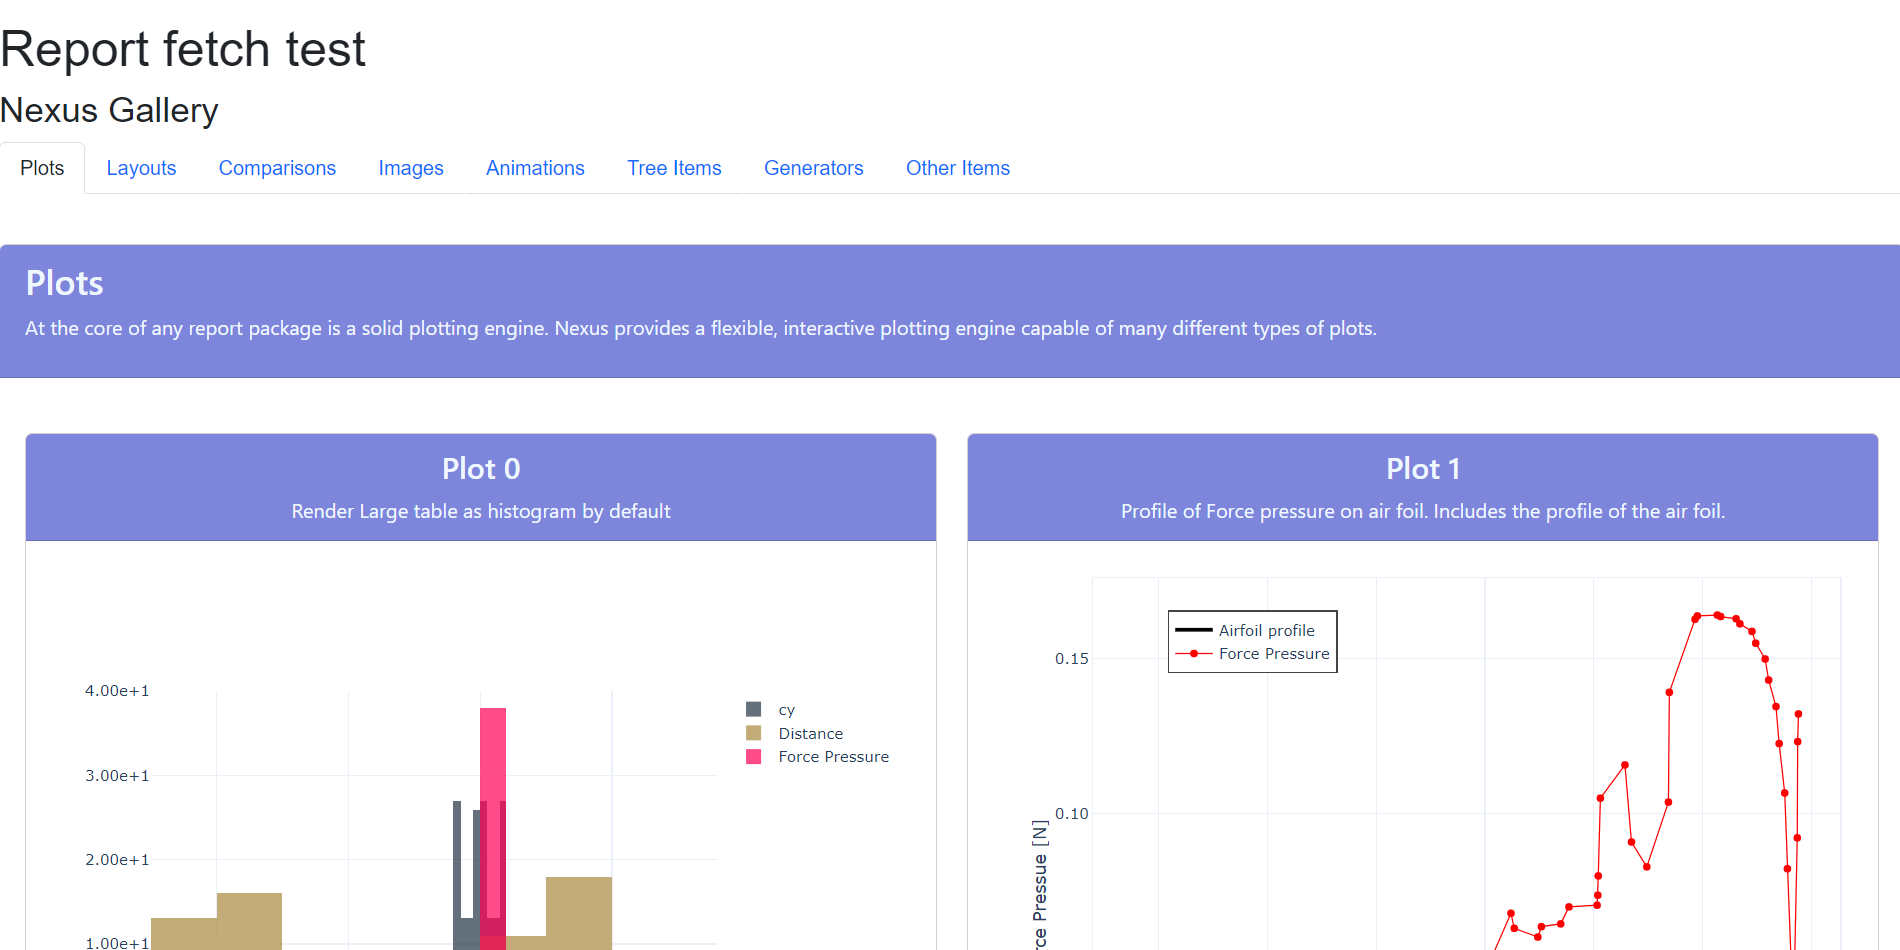 Report fetch test
Nexus Gallery
Plots Layouts Comparisons Images Animations Tree Items Generators Other Items
Plots
At the core of any report package is a solid plotting engine. Nexus provides a flexible, interactive plotting engine capable of many different types of plots.
Plot 0
Render Large table as histogram by default
4.00e+1
3.00e+1
2.00e+1
1.00e+1
cy
Distance
Force Pressure
Plot 1
Profile of Force pressure on air foil. Includes the profile of the air foil.
Airfoil profile
Force Pressure
0.15
0.10
rce Pressue [N]